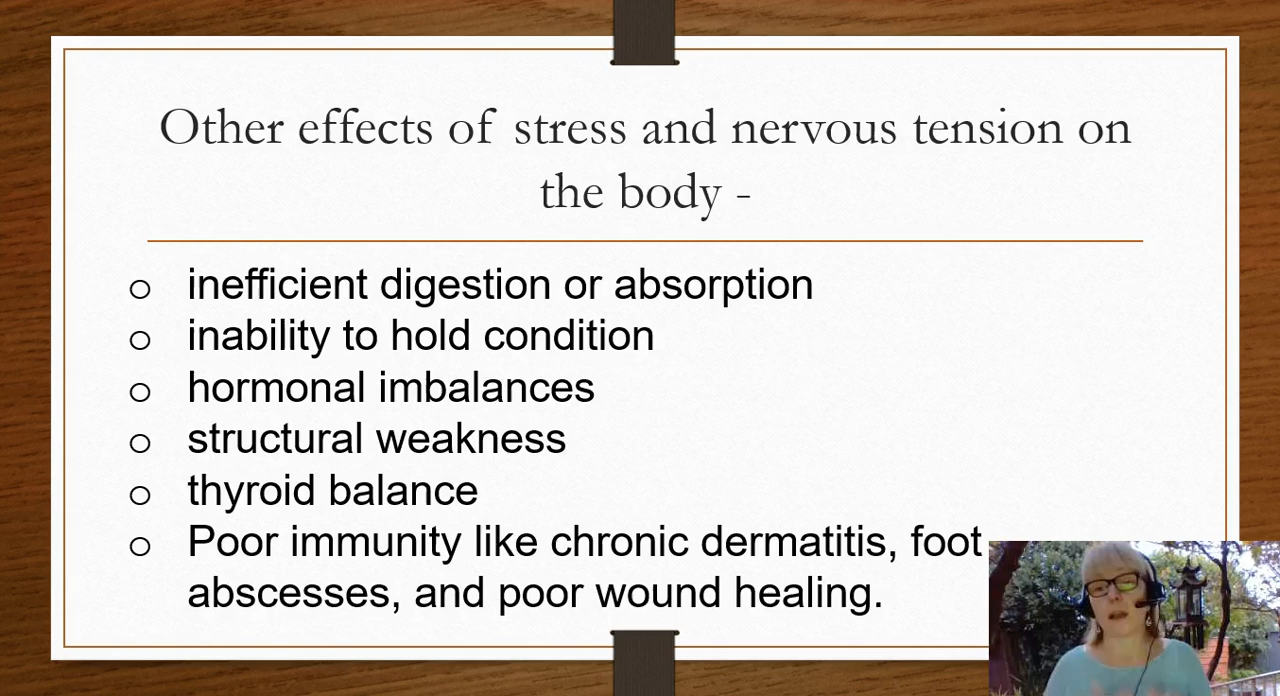 Other effects of stress and nervous tension on
the body -
o inefficient digestion or absorption
o inability to hold condition
o hormonal imbalances
o structural weakness
o thyroid balance
o Poor immunity like chronic dermatitis, foot
abscesses, and poor wound healing.